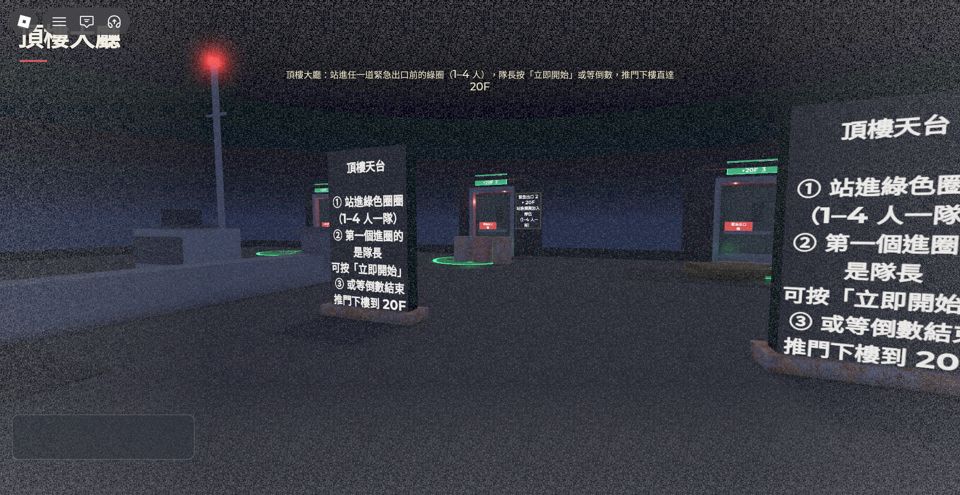 頂樓大廳
頂樓大廳：站進任一道緊急出口前的綠圈（1–4 人），隊長按「立即開始」或等倒數，推門下樓直達
20F
頂樓天台
① 站進綠色圈圈
（1–4 人一隊）
② 第一個進圈的
是隊長
可按「立即開始」
③ 或等倒數結束
推門下樓到 20F
頂樓天台
① 站進綠色圈
（1–4 人一隊
② 第一個進圈
是隊長
可按「立即開始
③ 或等倒數結
推門下樓到 20